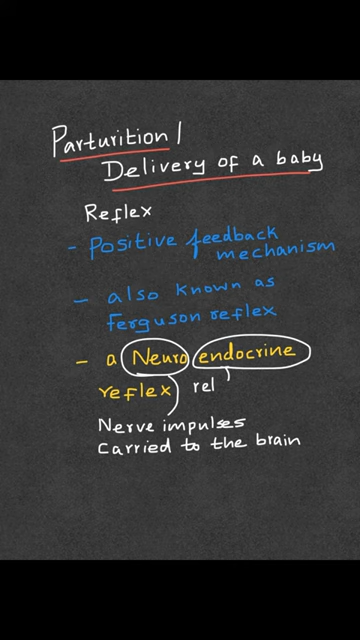 Parturition /
Delivery of a baby
Reflex
- Positive feedback
mechanism
- also known as
Ferguson reflex
- a Neuro endocrine
reflex rel
Nerve impulses
carried to the brain